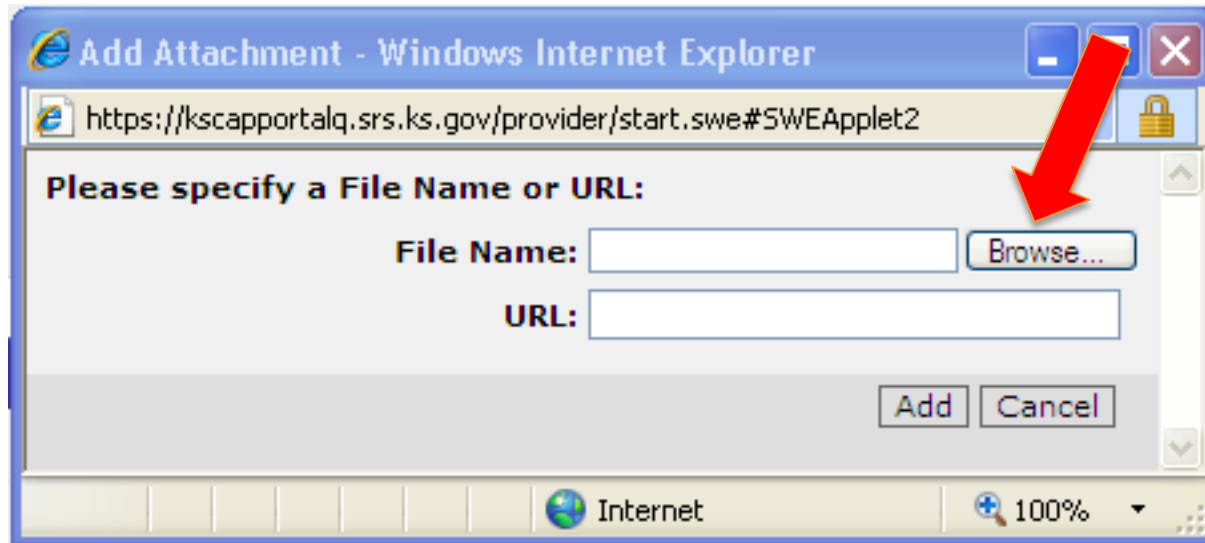 Add Attachment - Windows Internet Explorer
https://kscapportalq.srs.ks.gov/provider/start.swe#SWEApplet2
Please specify a File Name or URL:
File Name: Browse...
URL:
Add Cancel
Internet 100%